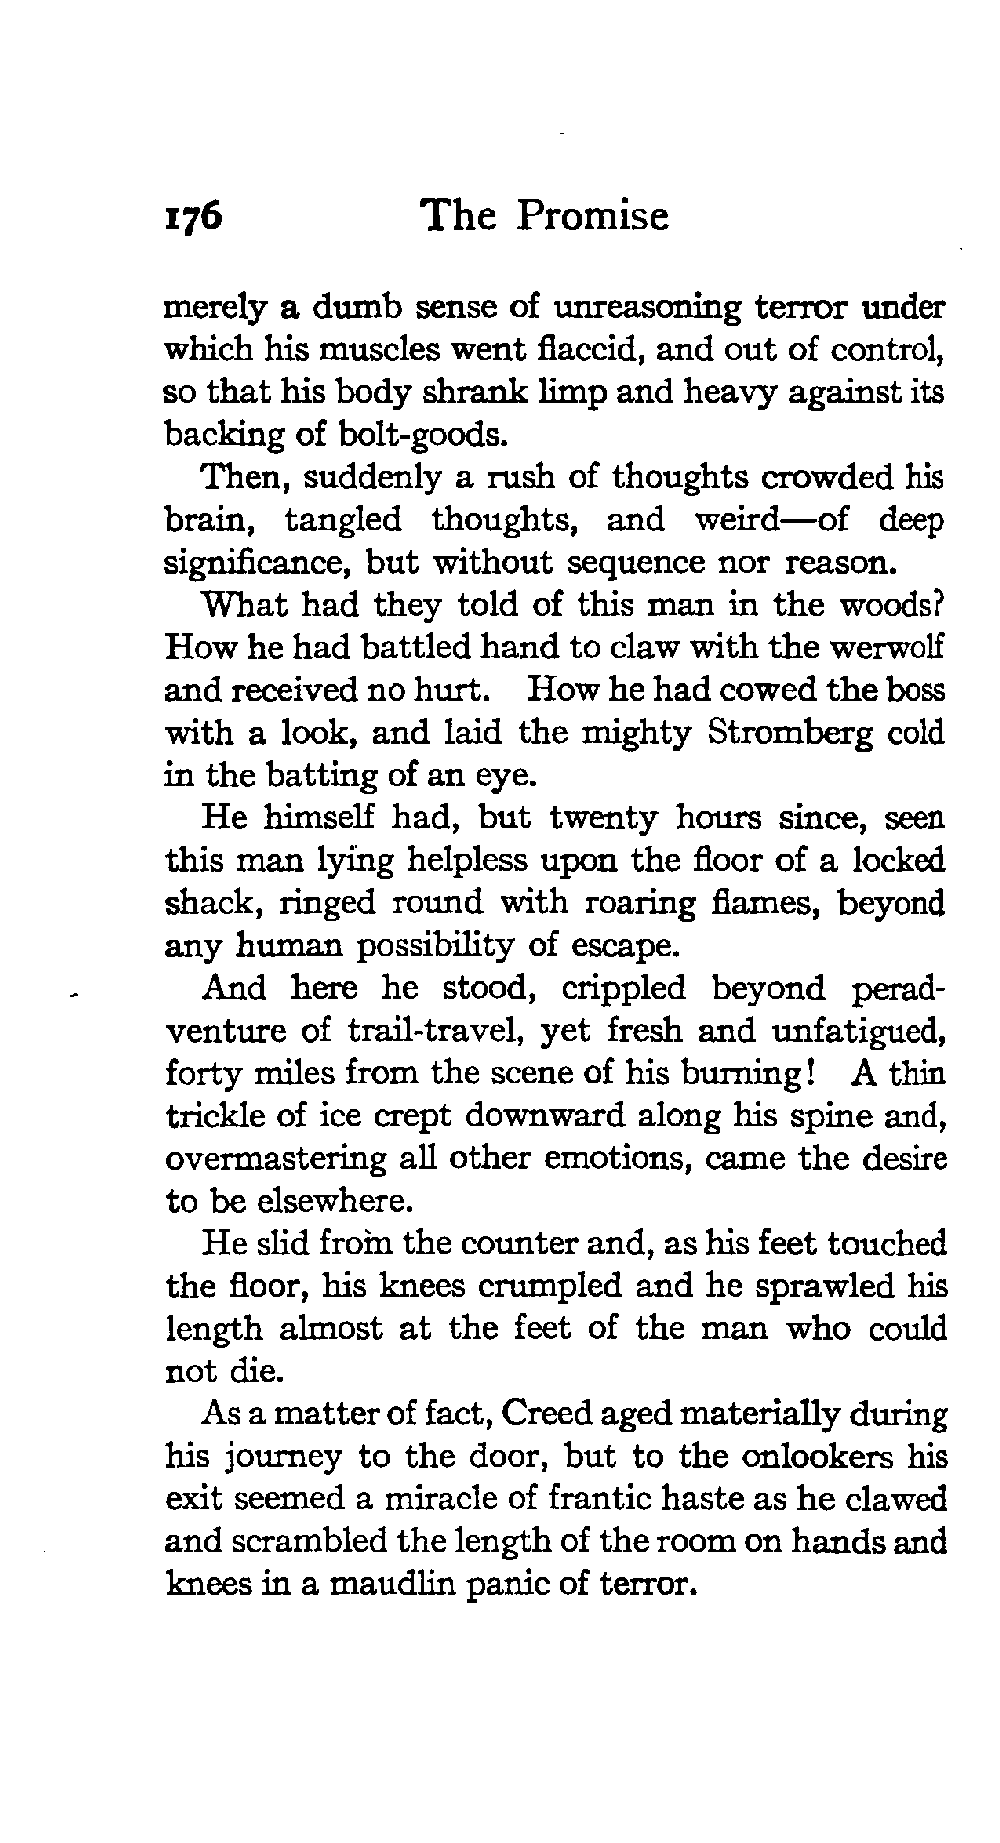 176 The Promise
merely a dumb sense of unreasoning terror under
which his muscles went flaccid, and out of control,
so that his body shrank limp and heavy against its
backing of bolt-goods.
Then, suddenly a rush of thoughts crowded his
brain, tangled thoughts, and weird—of deep
significance, but without sequence nor reason.
What had they told of this man in the woods?
How he had battled hand to claw with the werwolf
and received no hurt. How he had cowed the boss
with a look, and laid the mighty Stromberg cold
in the batting of an eye.
He himself had, but twenty hours since, seen
this man lying helpless upon the floor of a locked
shack, ringed round with roaring flames, beyond
any human possibility of escape.
And here he stood, crippled beyond perad-
venture of trail-travel, yet fresh and unfatigued,
forty miles from the scene of his burning! A thin
trickle of ice crept downward along his spine and,
overmastering all other emotions, came the desire
to be elsewhere.
He slid from the counter and, as his feet touched
the floor, his knees crumpled and he sprawled his
length almost at the feet of the man who could
not die.
As a matter of fact, Creed aged materially during
his journey to the door, but to the onlookers his
exit seemed a miracle of frantic haste as he clawed
and scrambled the length of the room on hands and
knees in a maudlin panic of terror.